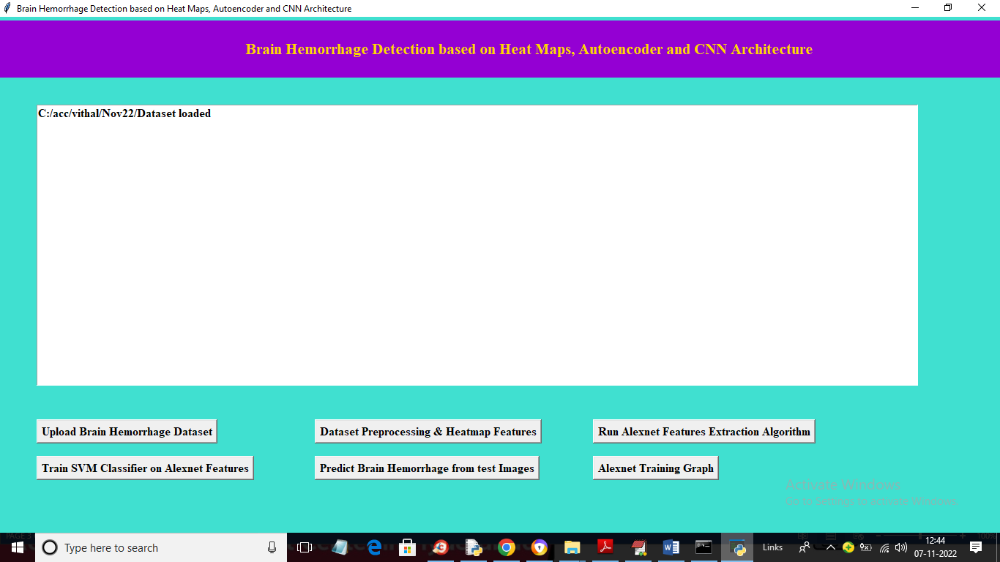 Brain Hemorrhage Detection based on Heat Maps, Autoencoder and CNN Architecture
Brain Hemorrhage Detection based on Heat Maps, Autoencoder and CNN Architecture
C:/acc/vithal/Nov22/Dataset loaded
Upload Brain Hemorrhage Dataset
Dataset Preprocessing & Heatmap Features
Run Alexnet Features Extraction Algorithm
Train SVM Classifier on Alexnet Features
Predict Brain Hemorrhage from test Images
Alexnet Training Graph
Activate Windows
Go to Settings to activate Windows.
PAGE 3
100%
Type here to search
Links
12:44
07-11-2022